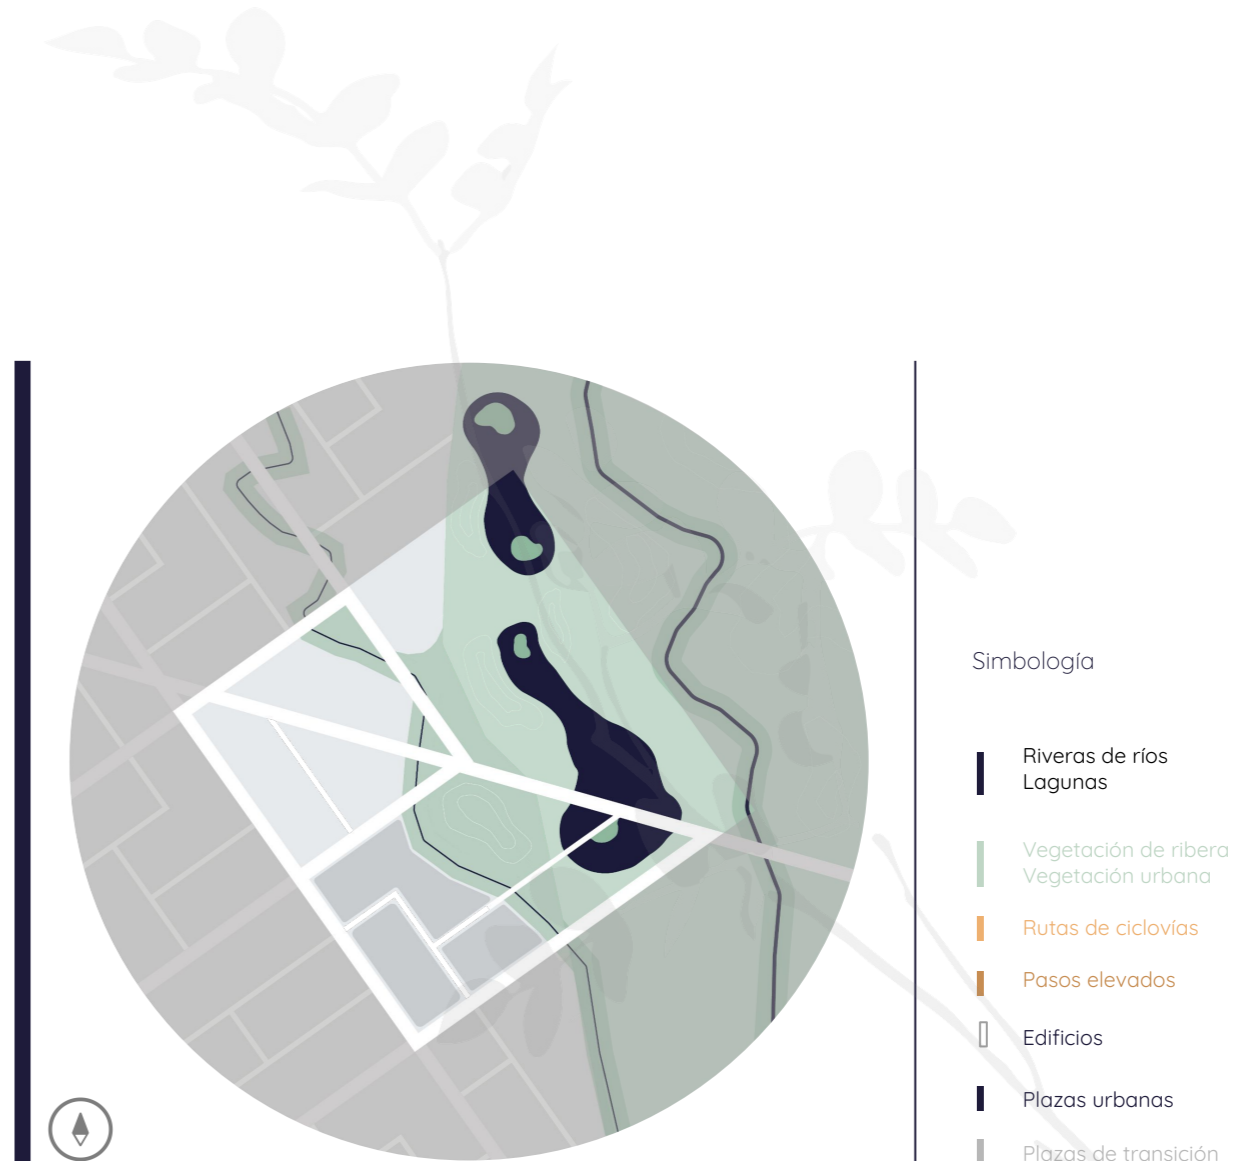 Simbología
Riveras de ríos
Lagunas
Vegetación de ribera
Vegetación urbana
Rutas de ciclovías
Pasos elevados
Edificios
Plazas urbanas
Plazas de transición